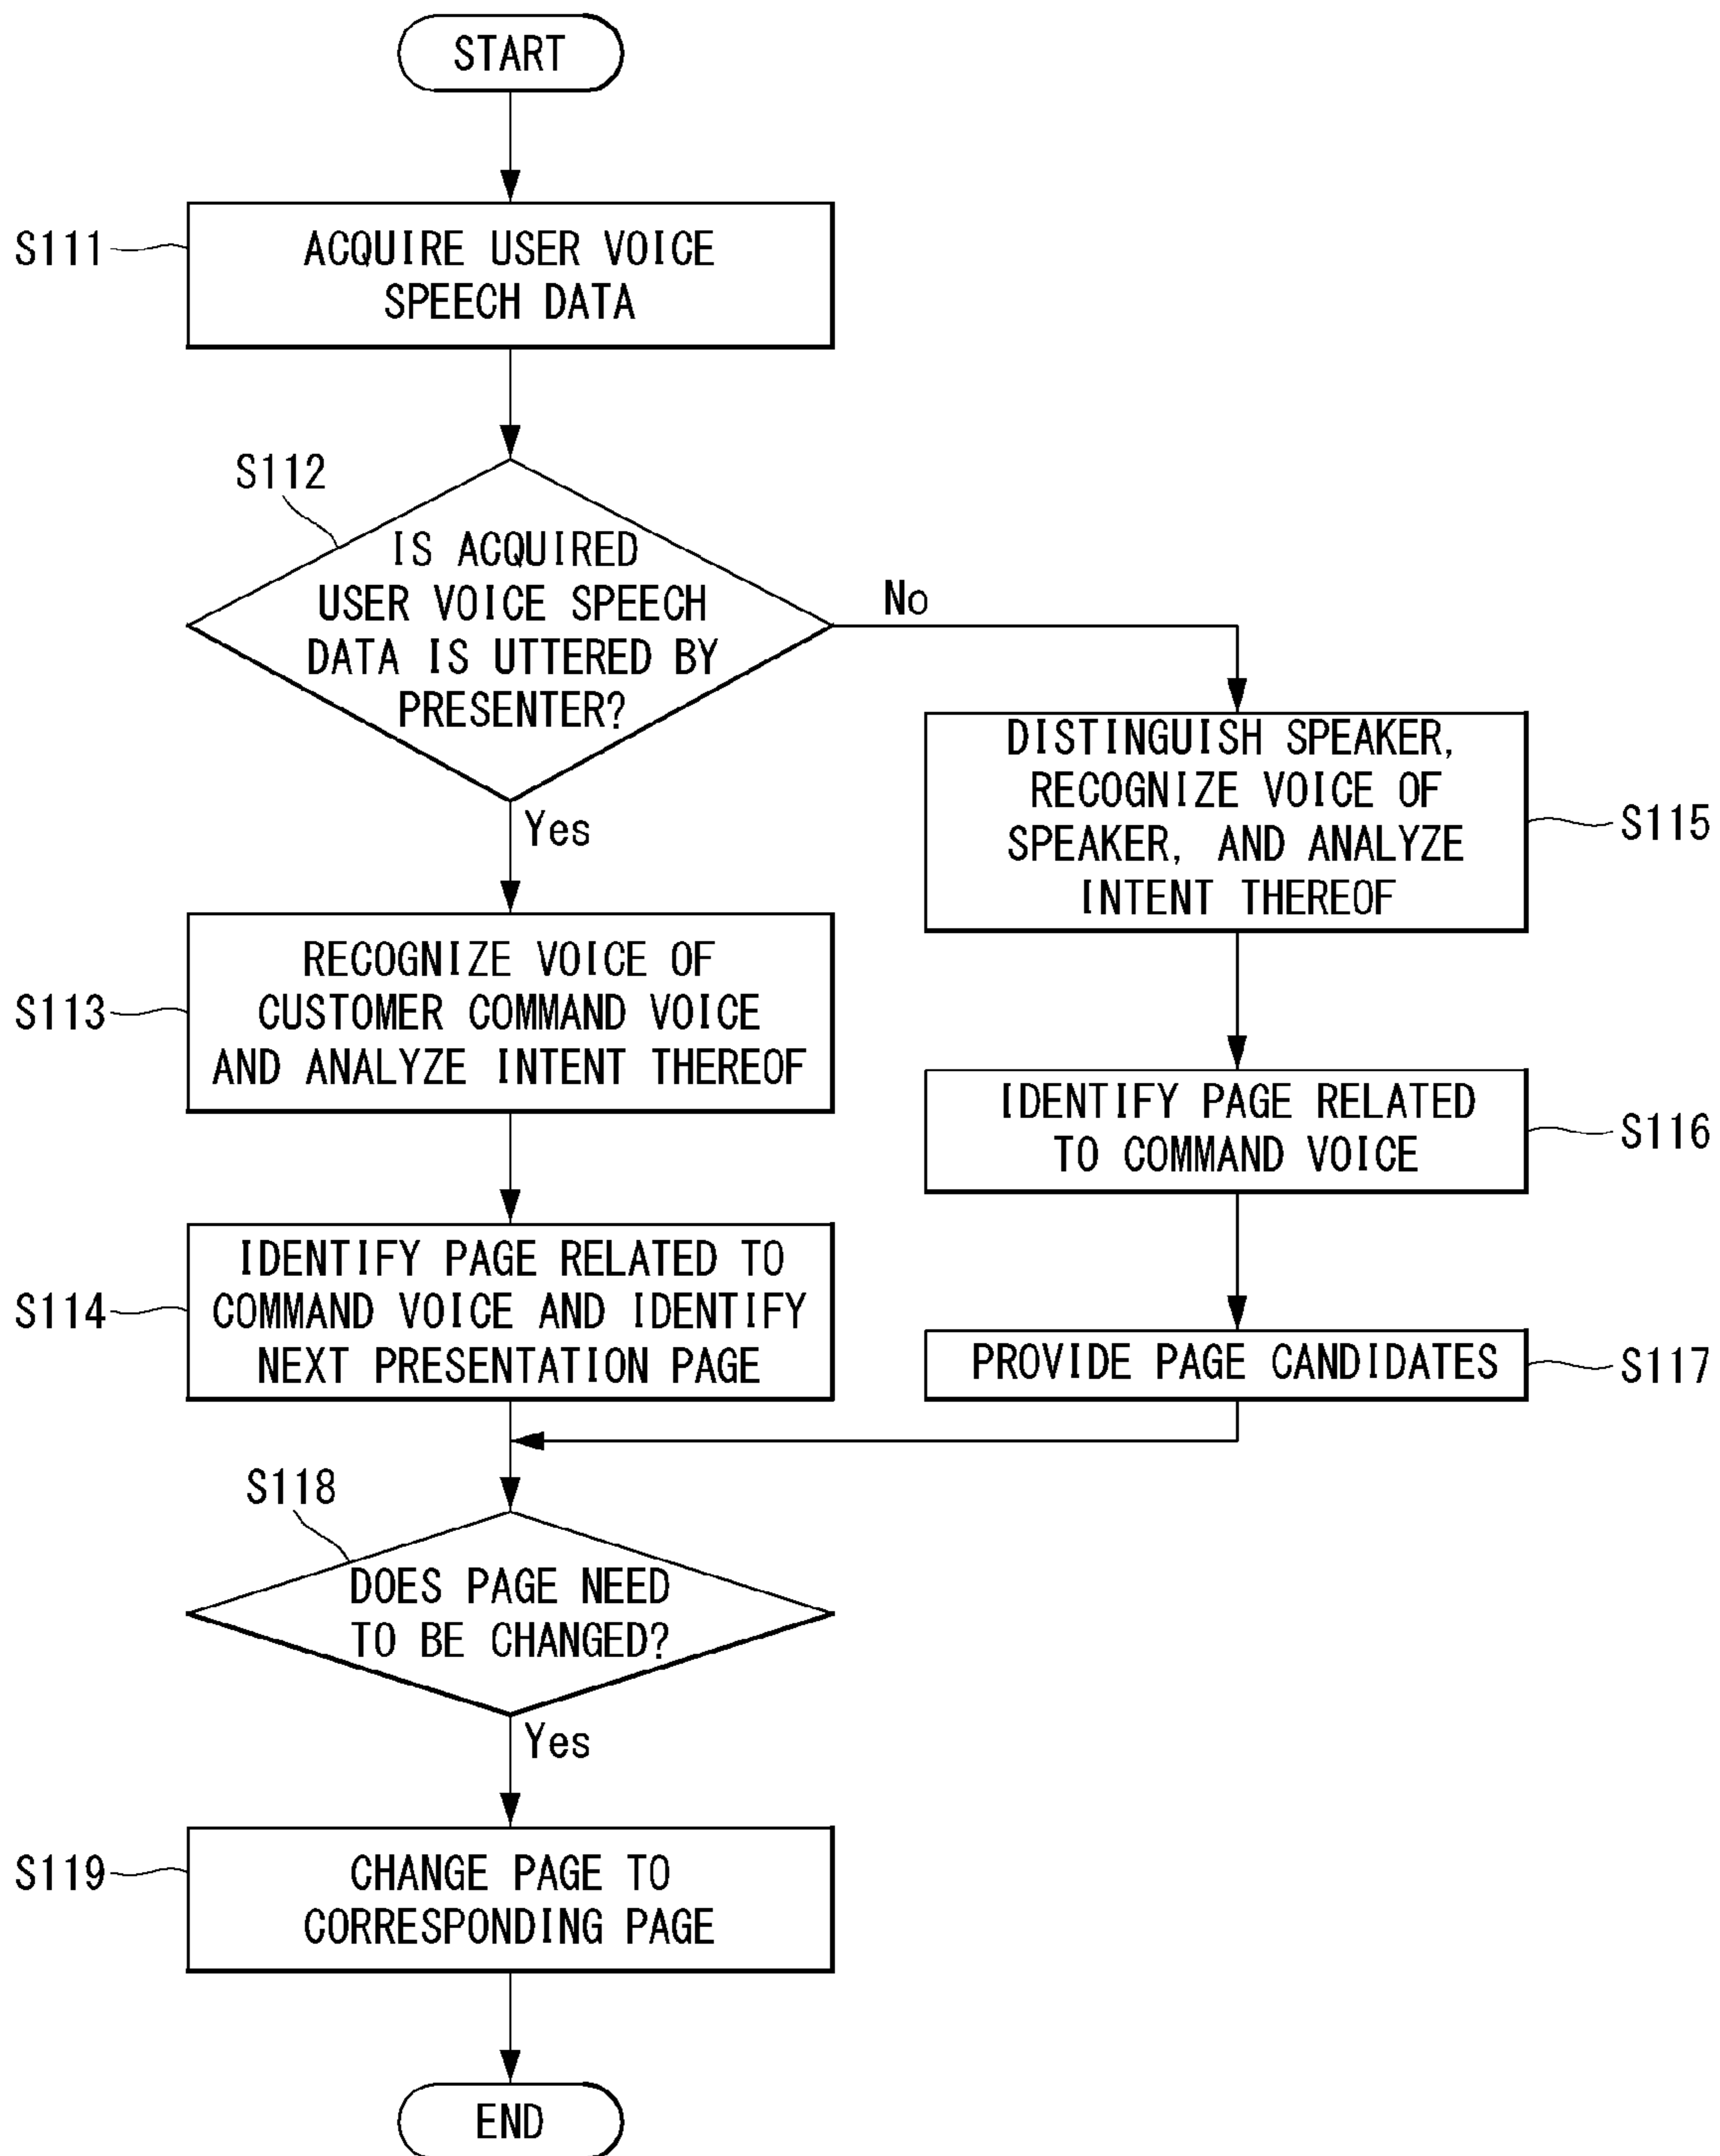 START
S111
ACQUIRE USER VOICE
SPEECH DATA
S112
IS ACQUIRED
USER VOICE SPEECH
DATA IS UTTERED BY
PRESENTER?
No
Yes
S113
RECOGNIZE VOICE OF
CUSTOMER COMMAND VOICE
AND ANALYZE INTENT THEREOF
S114
IDENTIFY PAGE RELATED TO
COMMAND VOICE AND IDENTIFY
NEXT PRESENTATION PAGE
DISTINGUISH SPEAKER,
RECOGNIZE VOICE OF
SPEAKER, AND ANALYZE
INTENT THEREOF
S115
IDENTIFY PAGE RELATED
TO COMMAND VOICE
S116
PROVIDE PAGE CANDIDATES
S117
S118
DOES PAGE NEED
TO BE CHANGED?
Yes
S119
CHANGE PAGE TO
CORRESPONDING PAGE
END